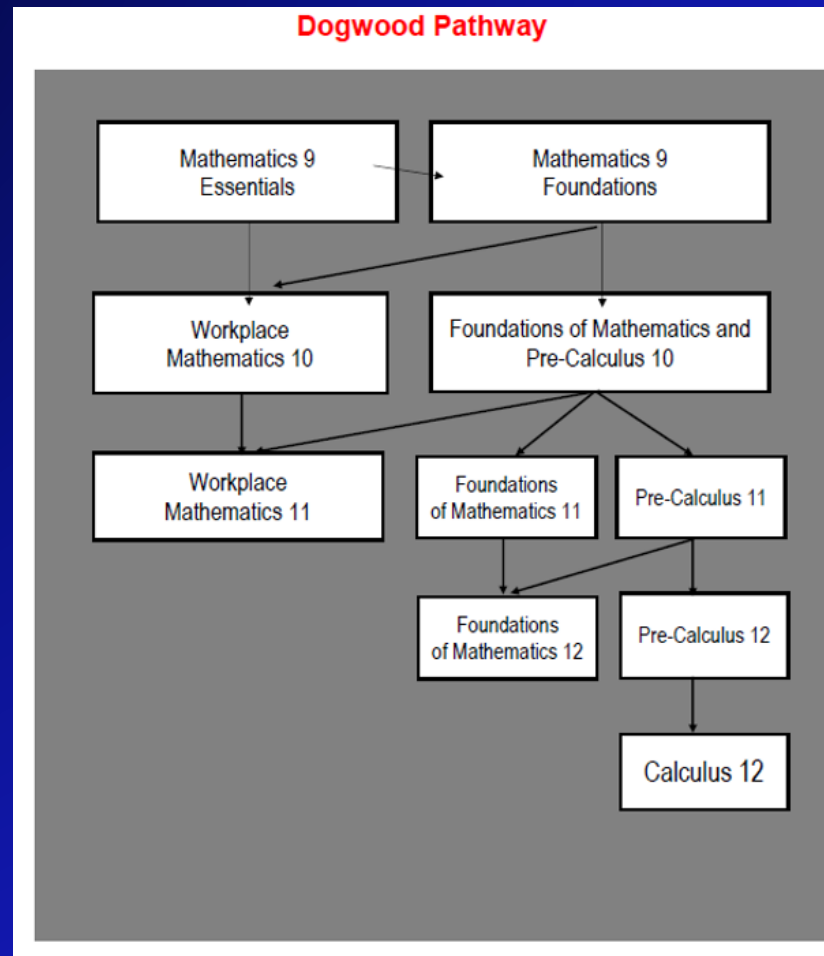 Dogwood Pathway
Mathematics 9
Essentials
Mathematics 9
Foundations
Workplace
Mathematics 10
Foundations of Mathematics and
Pre-Calculus 10
Workplace
Mathematics 11
Foundations
of Mathematics 11
Pre-Calculus 11
Foundations
of Mathematics 12
Pre-Calculus 12
Calculus 12